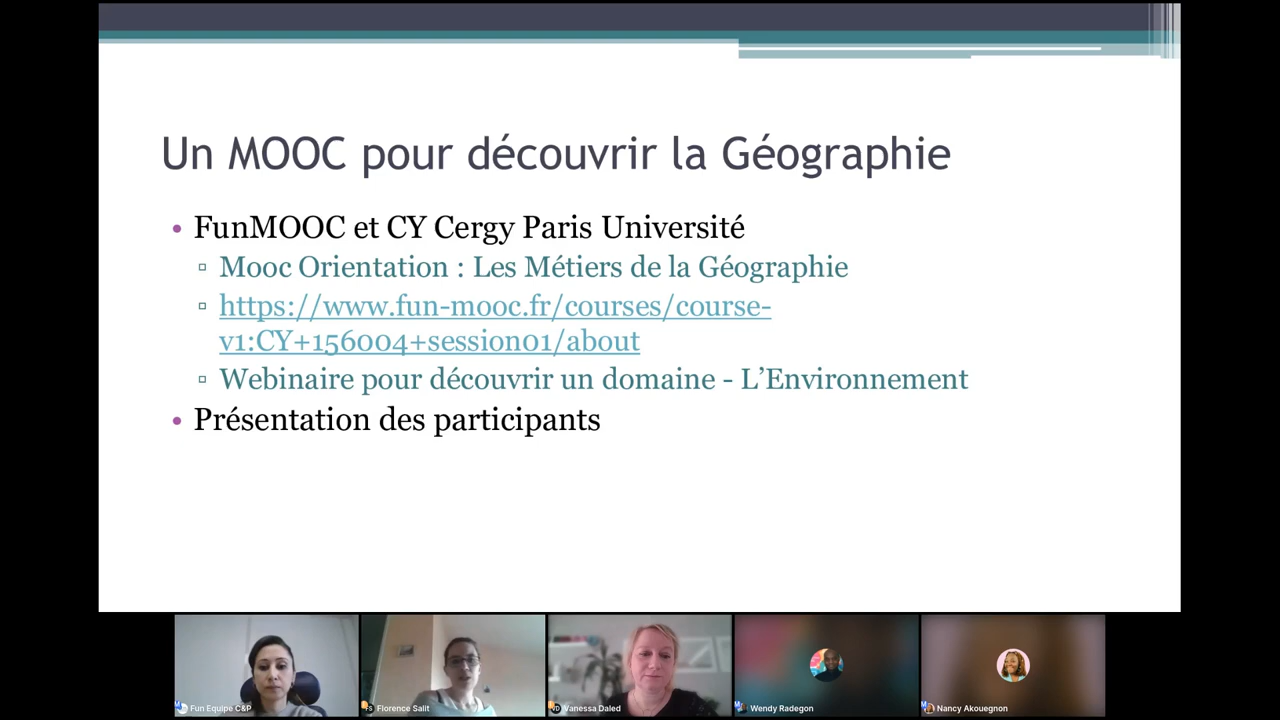 Un MOOC pour découvrir la Géographie
FunMOOC et CY Cergy Paris Université
Mooc Orientation : Les Métiers de la Géographie
https://www.fun-mooc.fr/courses/course-
v1:CY+156004+session01/about
Webinaire pour découvrir un domaine - L’Environnement
Présentation des participants
Fun Equipe C&P
FS Florence Salit
VD Vanessa Daled
Wendy Radegon
Nancy Akouegnon